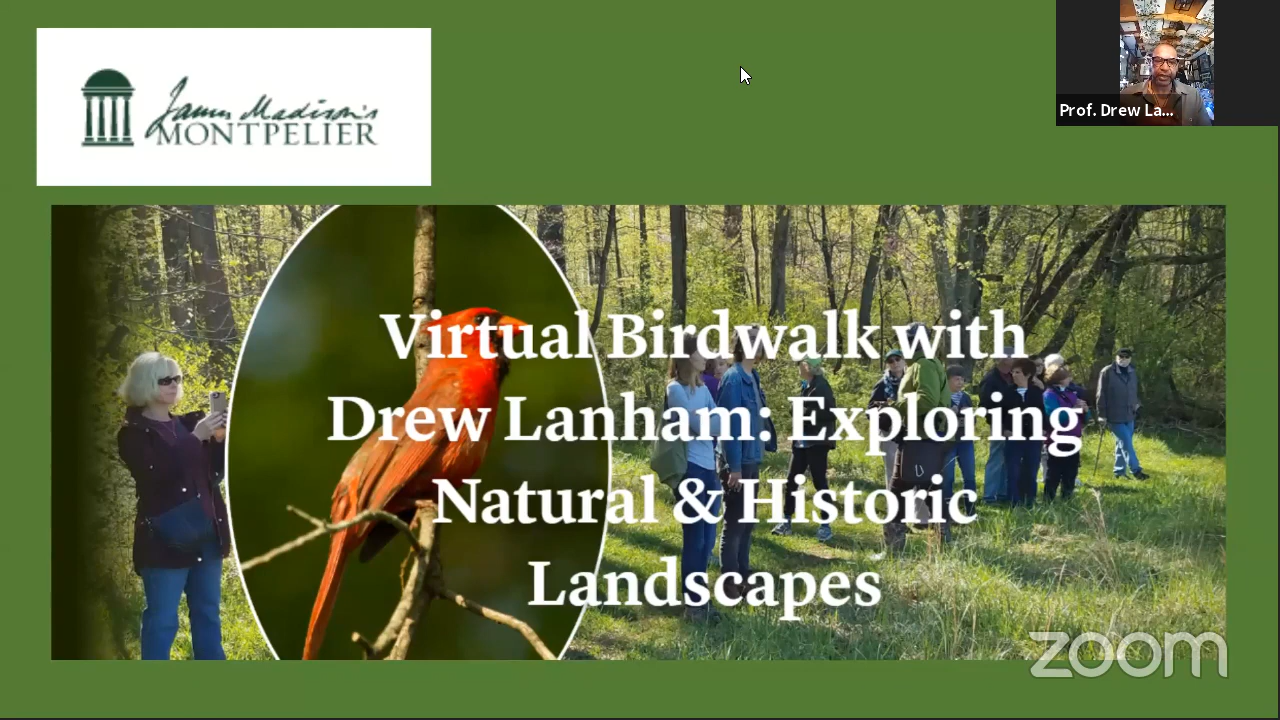 James Madison's
MONTPELIER
Prof. Drew La...
Virtual Birdwalk with
Drew Lanham: Exploring
Natural & Historic
Landscapes
zoom